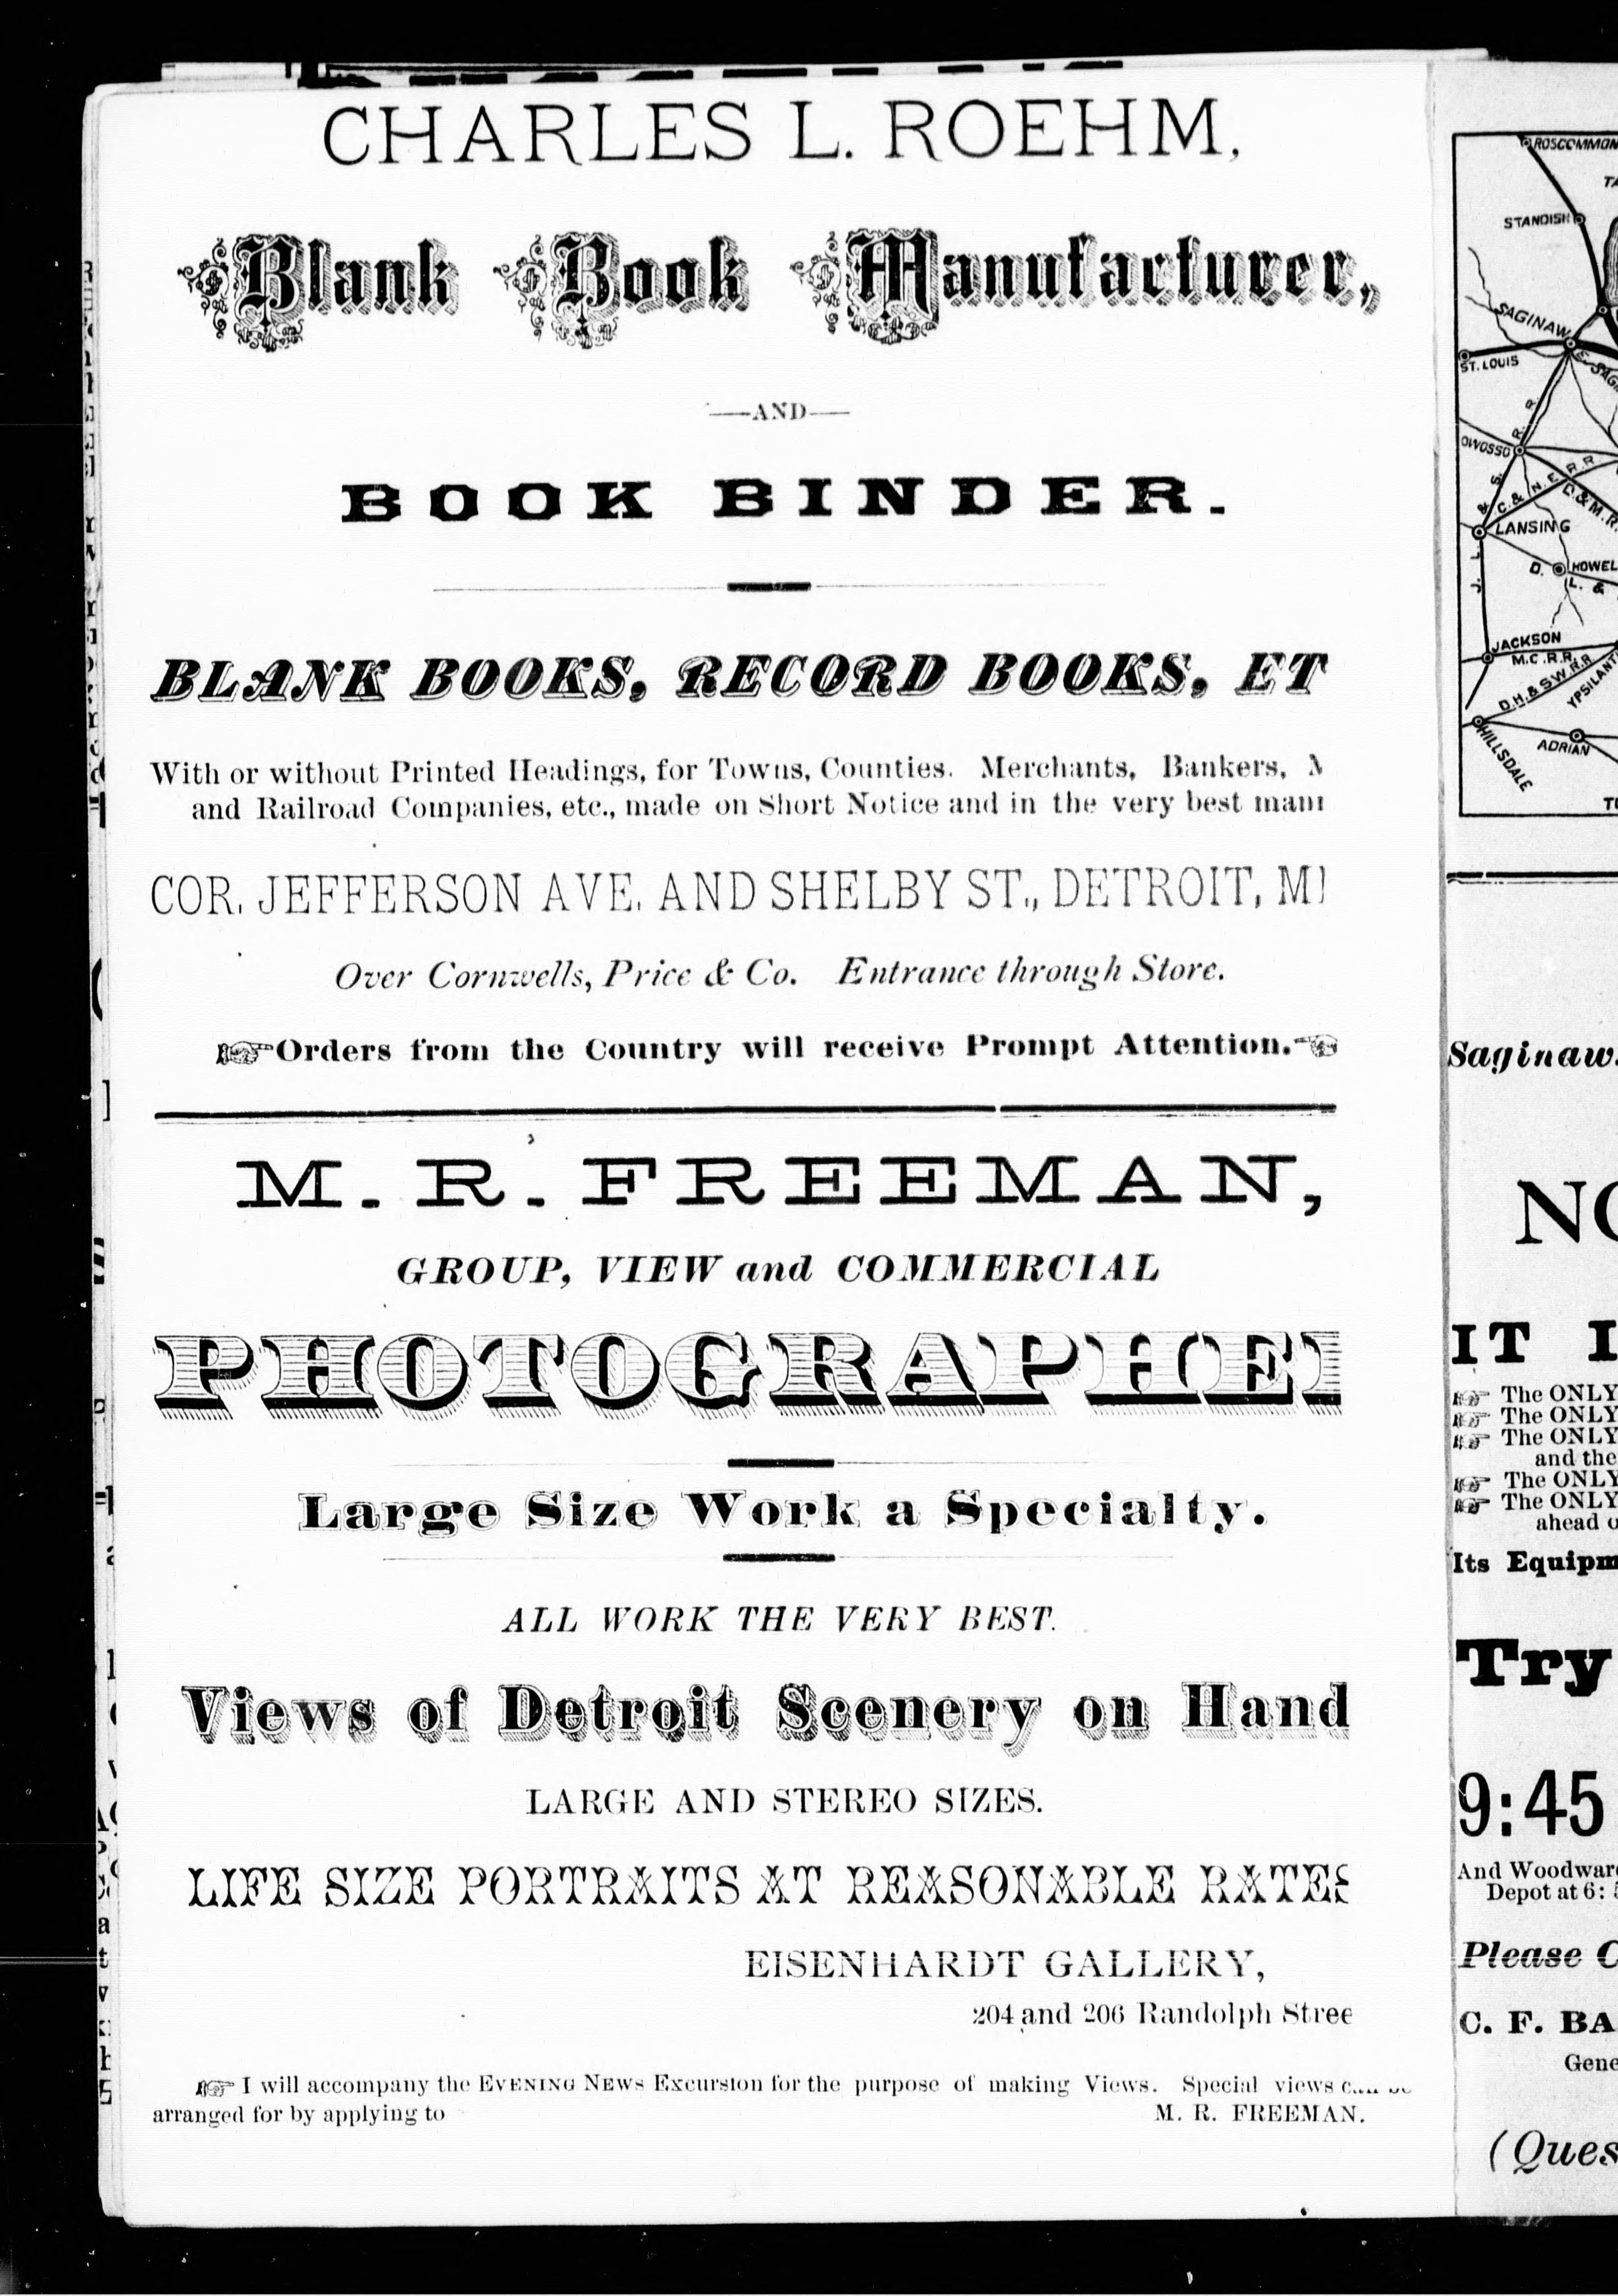 CHARLES L. ROEHM,
Blank Book Manufacturer,
—AND—
BOOK BINDER.
BLANK BOOKS, RECORD BOOKS, ET
With or without Printed Headings, for Towns, Counties. Merchants, Bankers,
and Railroad Companies, etc., made on Short Notice and in the very best
COR. JEFFERSON AVE. AND SHELBY ST., DETROIT,
Over Cornwells, Price & Co. Entrance through Store.
☞Orders from the Country will receive Prompt Attention.☜
M. R. FREEMAN,
GROUP, VIEW and COMMERCIAL
PHOTOGRAPHE
Large Size Work a Specialty.
ALL WORK THE VERY BEST.
Views of Detroit Scenery on Hand
LARGE AND STEREO SIZES.
LIFE SIZE PORTRAITS AT REASONABLE RATES
EISENHARDT GALLERY,
204 and 206 Randolph Stree
☞ I will accompany the EVENING NEWS Excursion for the purpose of making Views. Special views
arranged for by applying to M. R. FREEMAN.
ROSCOMMON
TA
STANDISH
SAGINAW
ST. LOUIS
E. SAGI
R. R.
OWOSSO
& S.
C. & N. E. R R
D. & M. R.
LANSING
D. HOWEL
L. &
J. L.
JACKSON
M.C.R.R.
D.H. & S.W.R.R
YPSILANT
HILLSDALE
ADRIAN
TO
Saginaw
NO
IT I
☞ The ONLY
☞ The ONLY
☞ The ONLY
and the
☞ The ONLY
☞ The ONLY
ahead o
Its Equipm
Try
9:45
And Woodwar
Depot at 6:
Please C
C. F. BA
Gene
(Ques